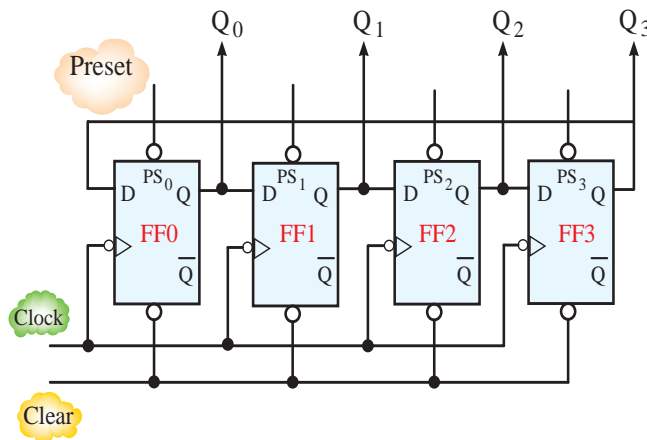 Q0 Q1 Q2 Q3
Preset
PS0 PS1 PS2 PS3
D Q D Q D Q D Q
FF0 FF1 FF2 FF3
Q̅ Q̅ Q̅ Q̅
Clock
Clear